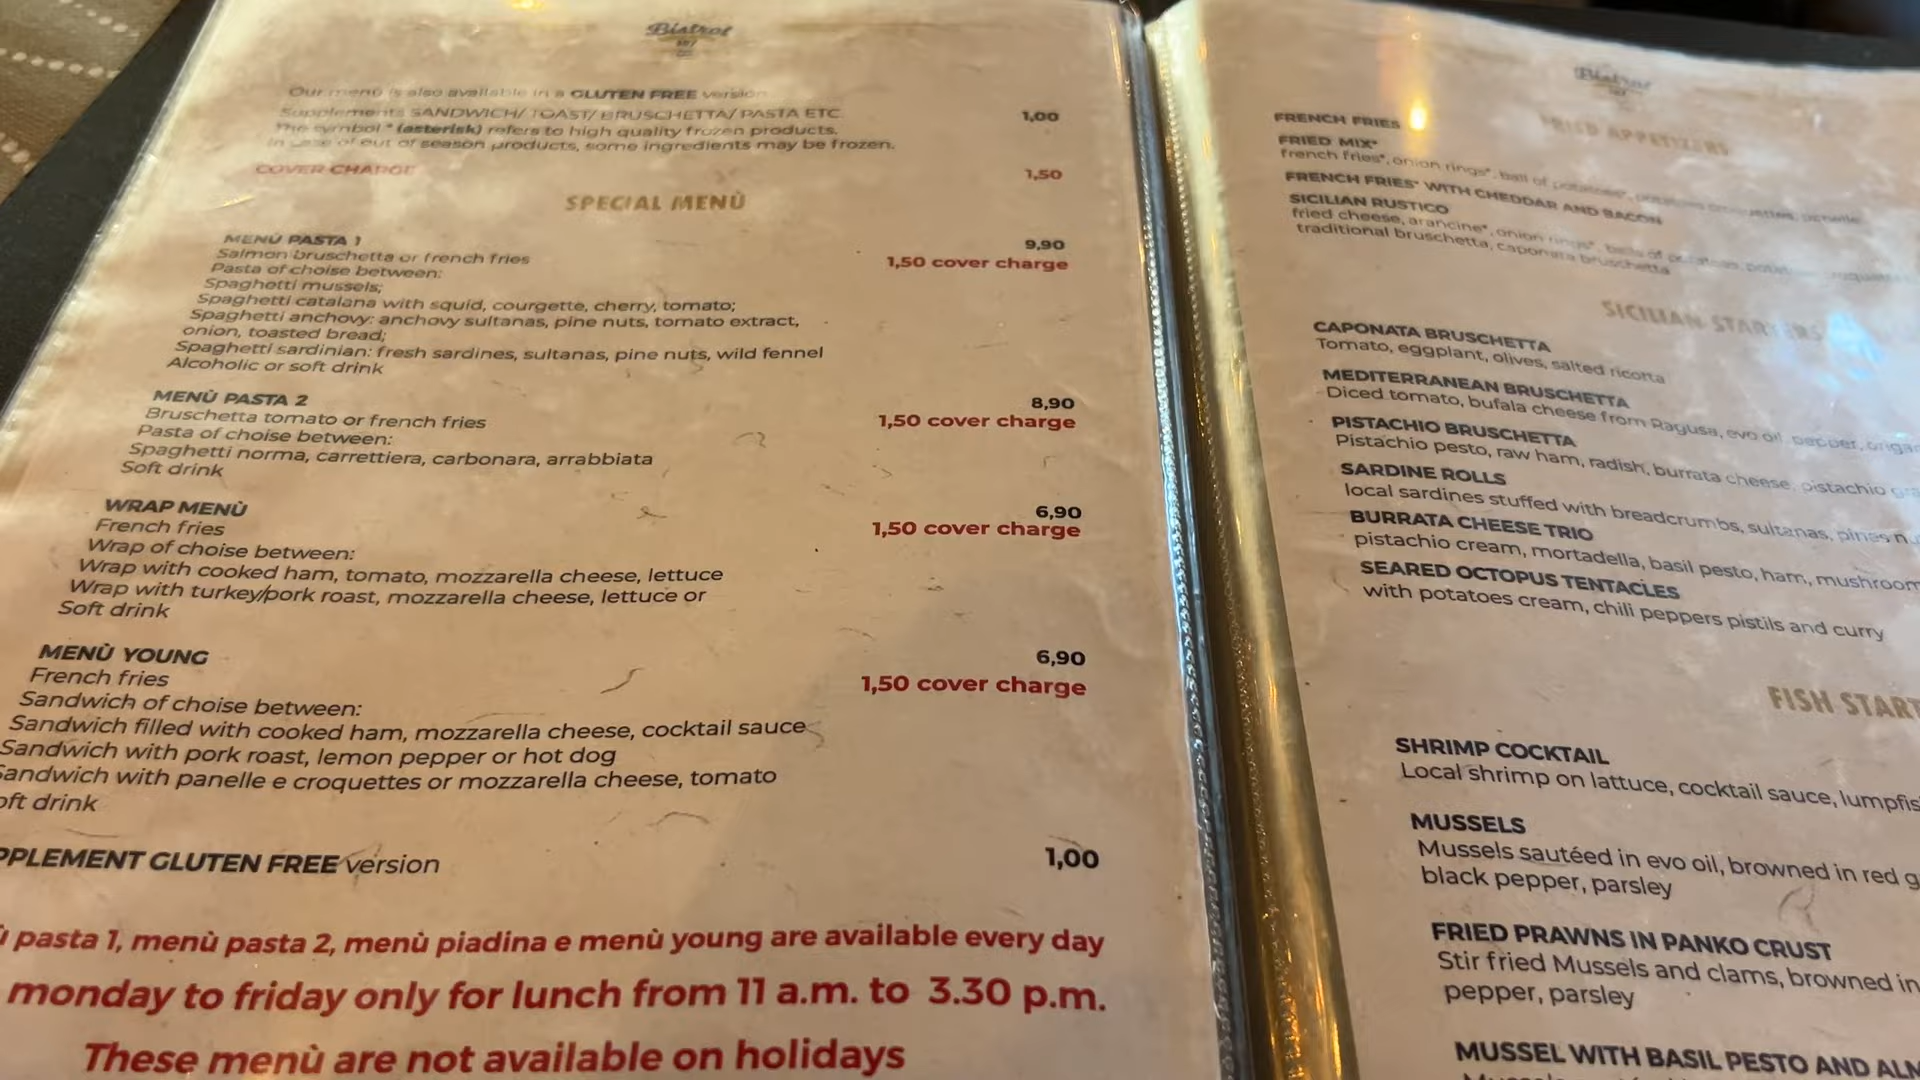 Bistrot
Our menù is also available in a GLUTEN FREE version
Supplements SANDWICH/ TOAST/ BRUSCHETTA/ PASTA ETC 1,00
The symbol * (asterisk) refers to high quality frozen products.
In case of out of season products, some ingredients may be frozen.
COVER CHARGE 1,50
SPECIAL MENÙ
MENÙ PASTA 1 9,90
Salmon bruschetta or french fries 1,50 cover charge
Pasta of choise between:
Spaghetti mussels;
Spaghetti catalana with squid, courgette, cherry, tomato;
Spaghetti anchovy: anchovy sultanas, pine nuts, tomato extract,
onion, toasted bread;
Spaghetti sardinian: fresh sardines, sultanas, pine nuts, wild fennel
Alcoholic or soft drink
MENÙ PASTA 2 8,90
Bruschetta tomato or french fries 1,50 cover charge
Pasta of choise between:
Spaghetti norma, carrettiera, carbonara, arrabbiata
Soft drink
WRAP MENÙ 6,90
French fries 1,50 cover charge
Wrap of choise between:
Wrap with cooked ham, tomato, mozzarella cheese, lettuce
Wrap with turkey/pork roast, mozzarella cheese, lettuce or
Soft drink
MENÙ YOUNG 6,90
French fries 1,50 cover charge
Sandwich of choise between:
Sandwich filled with cooked ham, mozzarella cheese, cocktail sauce
Sandwich with pork roast, lemon pepper or hot dog
Sandwich with panelle e croquettes or mozzarella cheese, tomato
oft drink
PPLEMENT GLUTEN FREE version 1,00
ù pasta 1, menù pasta 2, menù piadina e menù young are available every day
monday to friday only for lunch from 11 a.m. to 3.30 p.m.
These menù are not available on holidays
Bistrot
FRIED APPETIZERS
FRENCH FRIES
FRIED MIX*
french fries*, onion rings*, ball of potatoes*, potatoes croquettes, panelle
FRENCH FRIES* WITH CHEDDAR AND BACON
SICILIAN RUSTICO
fried cheese, arancine*, onion rings*, balls of potatoes,
traditional bruschetta, caponata bruschetta
SICILIAN STARTERS
CAPONATA BRUSCHETTA
Tomato, eggplant, olives, salted ricotta
MEDITERRANEAN BRUSCHETTA
Diced tomato, bufala cheese from Ragusa, evo oil, pepper, origa
PISTACHIO BRUSCHETTA
Pistachio pesto, raw ham, radish, burrata cheese, pistachio
SARDINE ROLLS
local sardines stuffed with breadcrumbs, sultanas, pines
BURRATA CHEESE TRIO
pistachio cream, mortadella, basil pesto, ham, mushroom
SEARED OCTOPUS TENTACLES
with potatoes cream, chili peppers pistils and curry
FISH START
SHRIMP COCKTAIL
Local shrimp on lattuce, cocktail sauce, lumpfis
MUSSELS
Mussels sautéed in evo oil, browned in red g
black pepper, parsley
FRIED PRAWNS IN PANKO CRUST
Stir fried Mussels and clams, browned in
pepper, parsley
MUSSEL WITH BASIL PESTO AND ALM